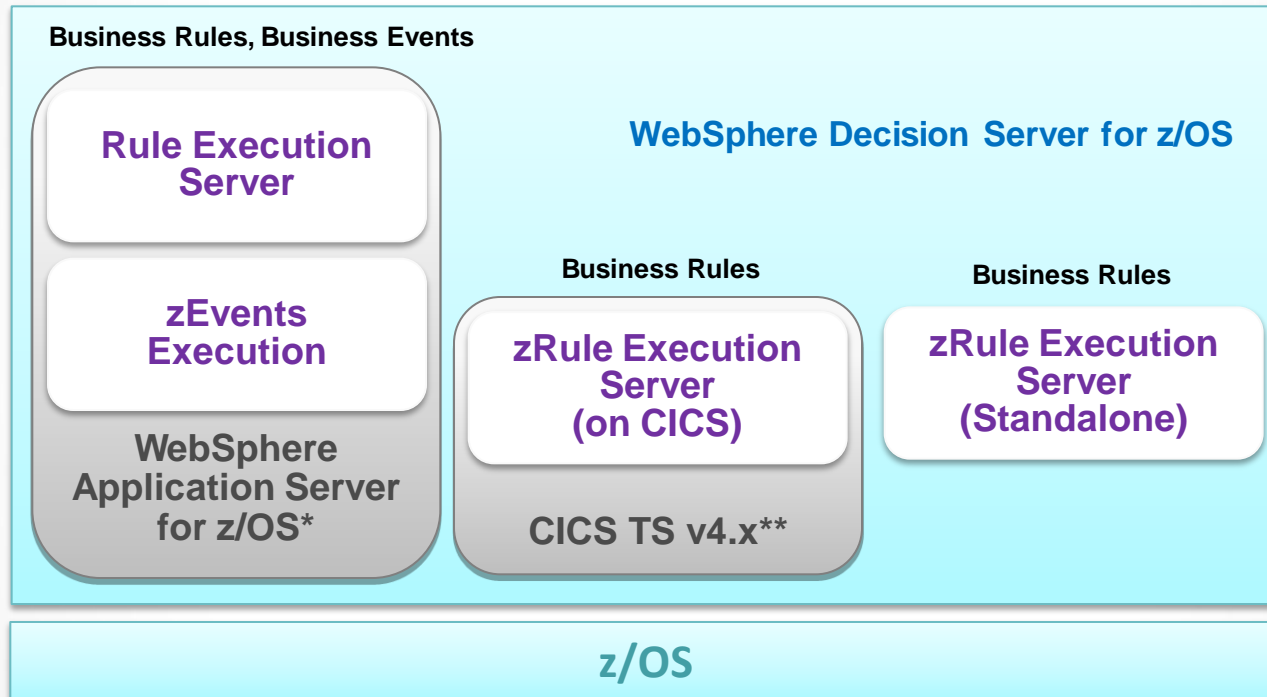 Business Rules, Business Events
Rule Execution
Server
zEvents
Execution
WebSphere
Application Server
for z/OS*
WebSphere Decision Server for z/OS
Business Rules
zRule Execution
Server
(on CICS)
CICS TS v4.x**
Business Rules
zRule Execution
Server
(Standalone)
z/OS